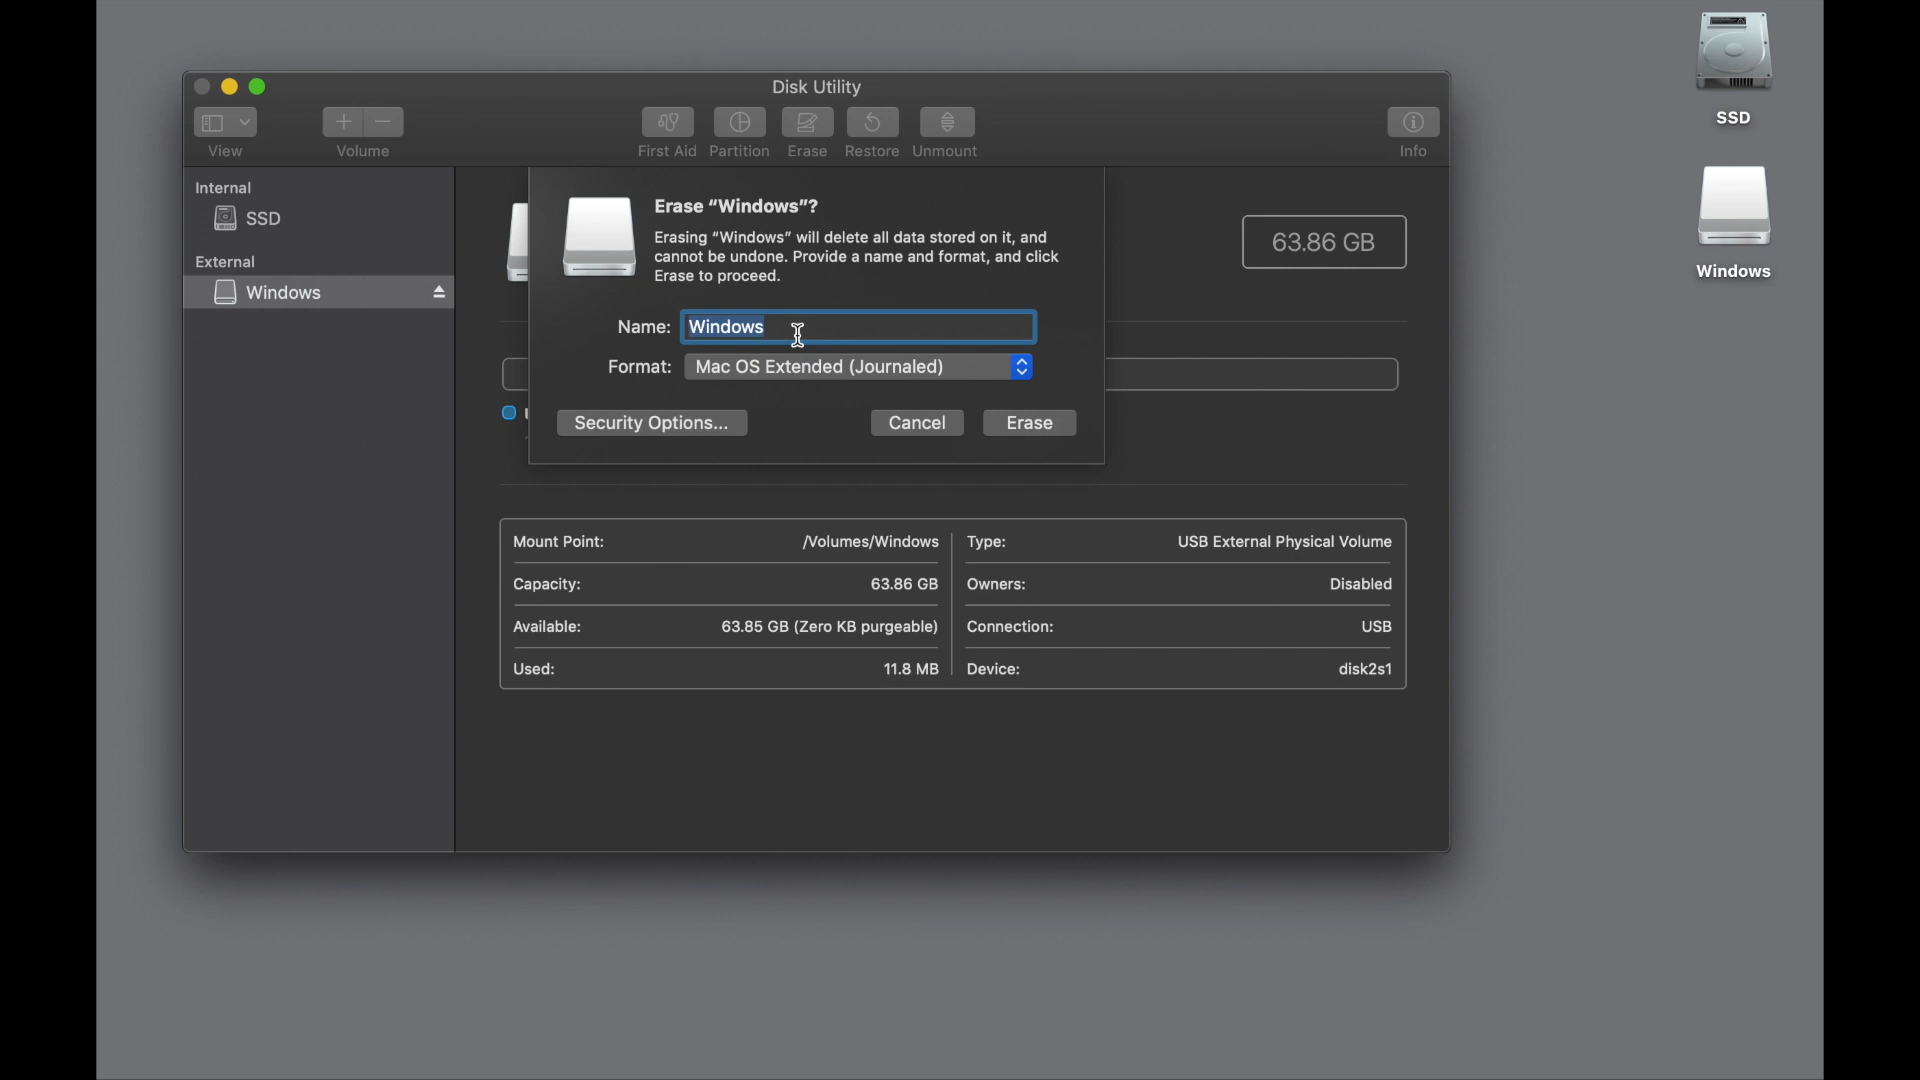 Disk Utility
View
Volume
First Aid
Partition
Erase
Restore
Unmount
Info
Internal
SSD
External
Windows
Erase “Windows”?
Erasing “Windows” will delete all data stored on it, and
cannot be undone. Provide a name and format, and click
Erase to proceed.
Name: Windows
Format: Mac OS Extended (Journaled)
Security Options...
Cancel
Erase
63.86 GB
Mount Point: /Volumes/Windows
Capacity: 63.86 GB
Available: 63.85 GB (Zero KB purgeable)
Used: 11.8 MB
Type: USB External Physical Volume
Owners: Disabled
Connection: USB
Device: disk2s1
SSD
Windows